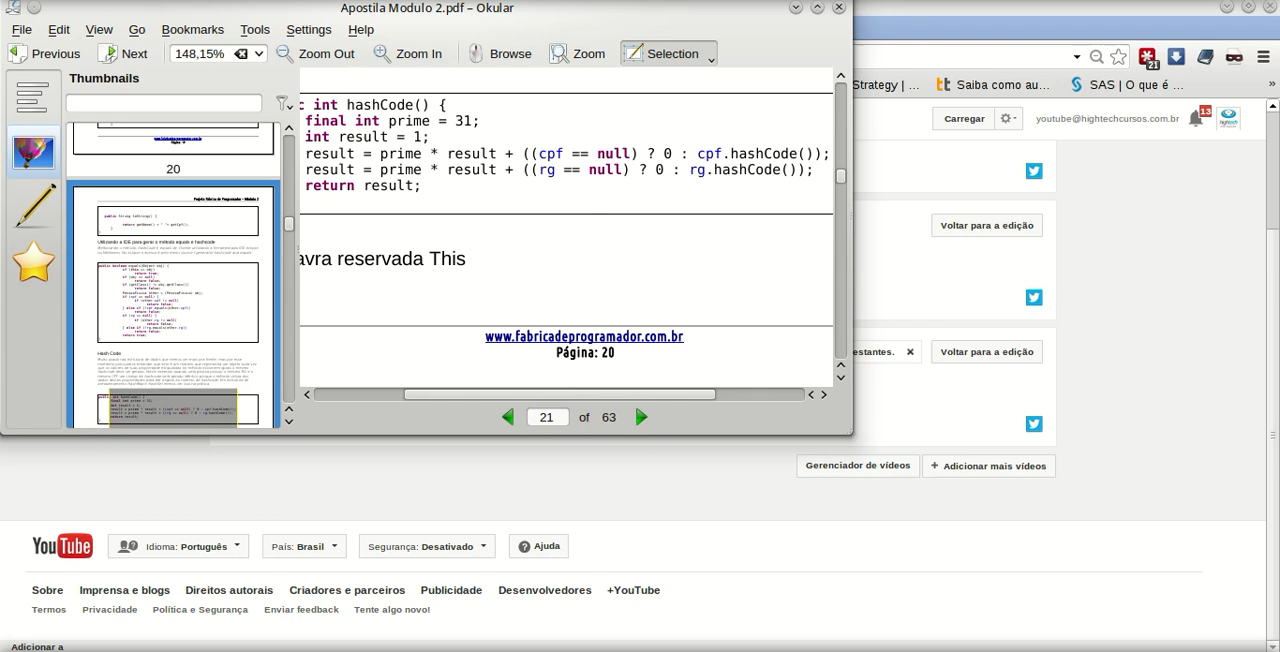 Apostila Modulo 2.pdf – Okular
File Edit View Go Bookmarks Tools Settings Help
Previous Next 148.15% Zoom Out Zoom In Browse Zoom Selection
Thumbnails
20
c int hashCode() {
final int prime = 31;
int result = 1;
result = prime * result + ((cpf == null) ? 0 : cpf.hashCode());
result = prime * result + ((rg == null) ? 0 : rg.hashCode());
return result;
avra reservada This
www.fabricadeprogramador.com.br
Página: 20
21 of 63
21
Strategy | ... Saiba como au... SAS | O que é ... »
Carregar youtube@hightechcursos.com.br 13
Voltar para a edição
estantes. Voltar para a edição
Gerenciador de vídeos + Adicionar mais vídeos
YouTube Idioma: Português País: Brasil Segurança: Desativado Ajuda
Sobre Imprensa e blogs Direitos autorais Criadores e parceiros Publicidade Desenvolvedores +YouTube
Termos Privacidade Política e Segurança Enviar feedback Tente algo novo!
Adicionar a